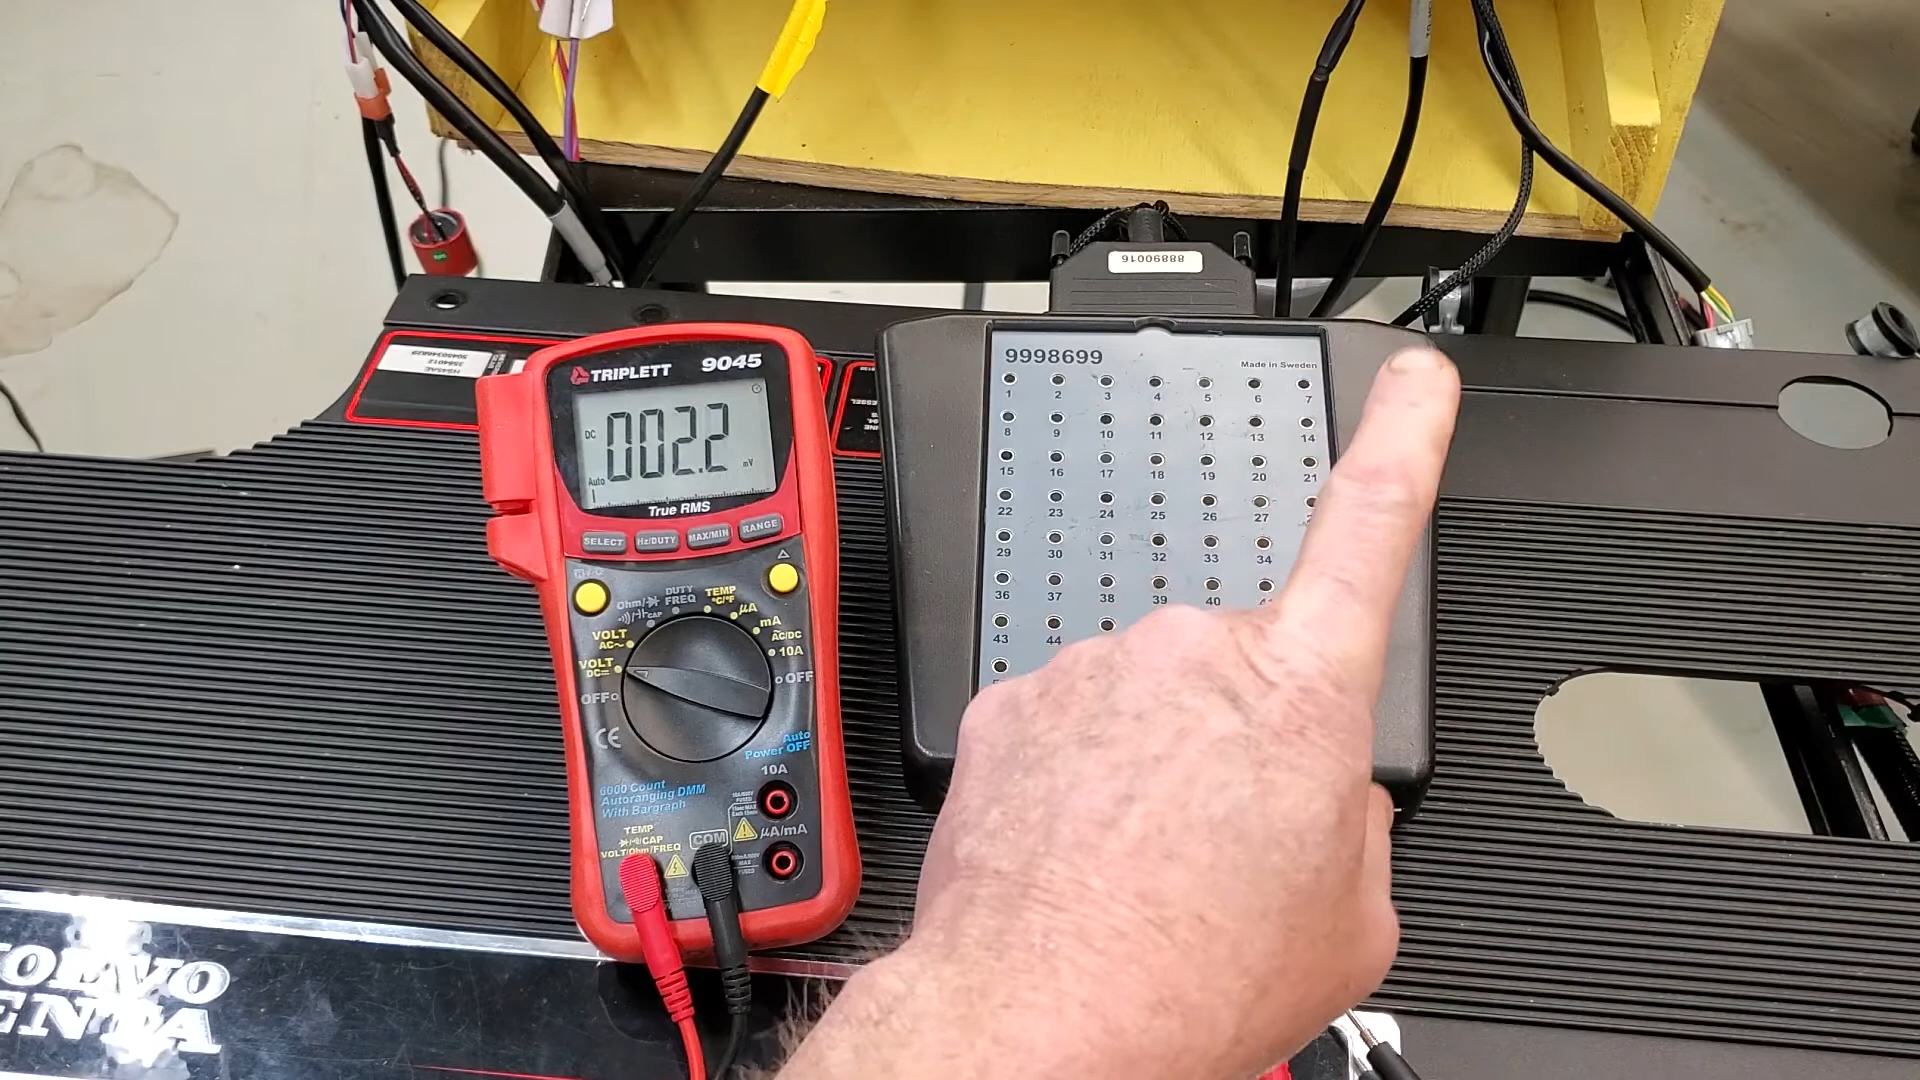 88890016
TRIPLETT 9045
DC
002.2
mV
Auto
True RMS
SELECT Hz/DUTY MAX/MIN RANGE
Ohm/
CAP
DUTY
FREQ
TEMP
°C/°F
µA
mA
AC/DC
10A
VOLT
AC~
VOLT
DC
OFF
OFF
CE
Auto
Power OFF
6000 Count
Autoranging DMM
With Bargraph
10A
TEMP
CAP
VOLT/Ohm/FREQ
COM
µA/mA
9998699
Made in Sweden
1 2 3 4 5 6 7
8 9 10 11 12 13 14
15 16 17 18 19 20 21
22 23 24 25 26 27
29 30 31 32 33 34
36 37 38 39 40
43 44
OLVO
ENTA